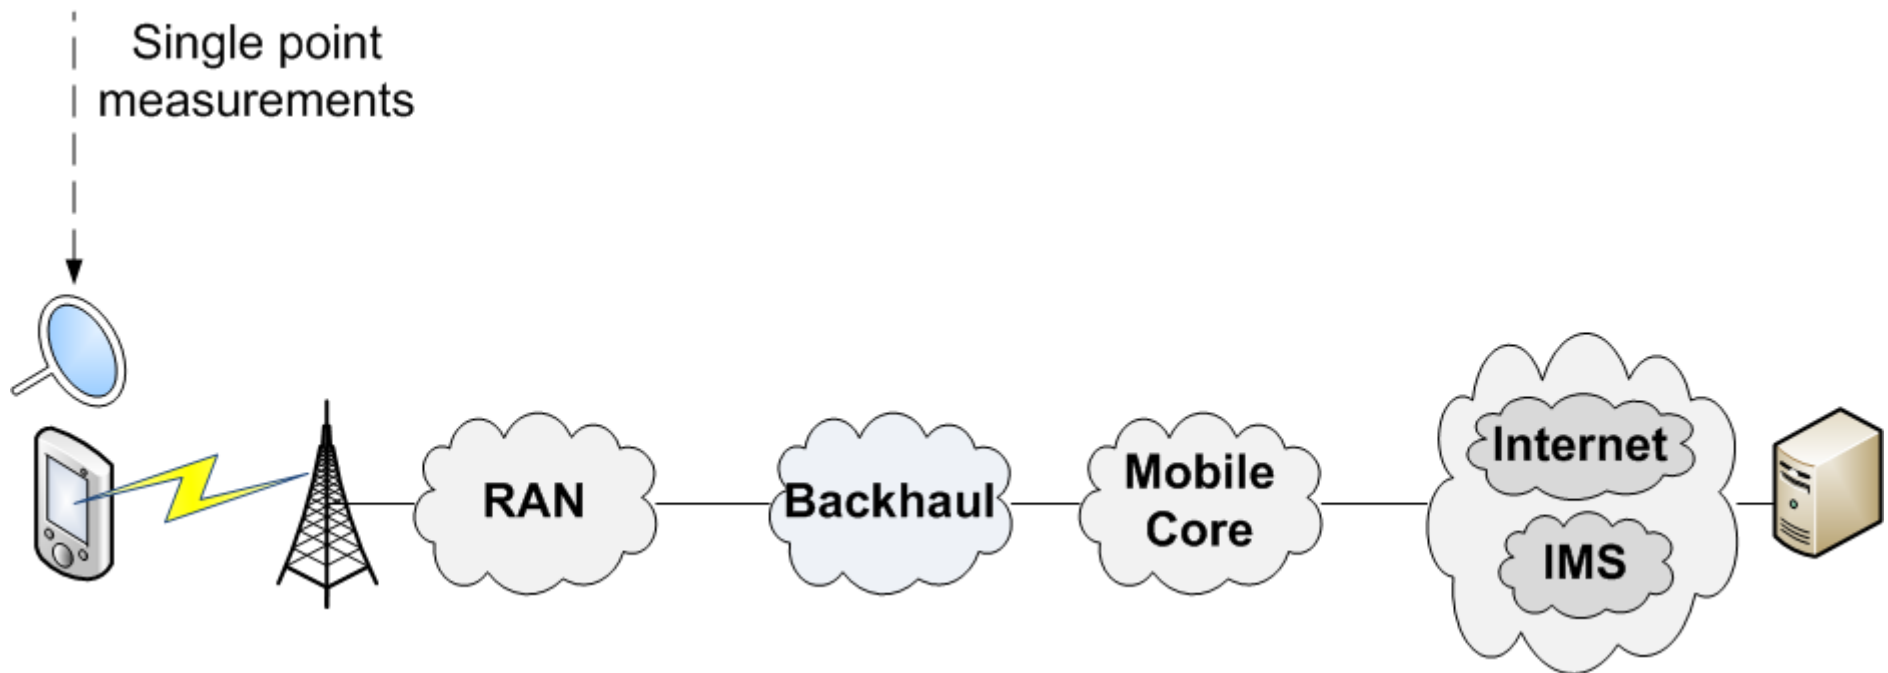 Single point
measurements
RAN
Backhaul
Mobile
Core
Internet
IMS